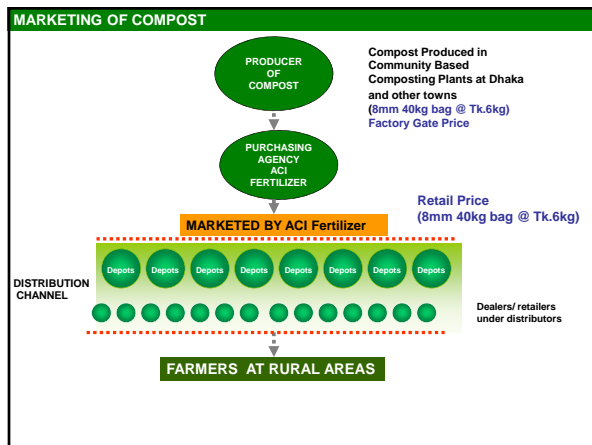 MARKETING OF COMPOST
PRODUCER
OF
COMPOST
Compost Produced in
Community Based
Composting Plants at Dhaka
and other towns
(8mm 40kg bag @ Tk.6kg)
Factory Gate Price
PURCHASING
AGENCY
ACI
FERTILIZER
Retail Price
(8mm 40kg bag @ Tk.6kg)
MARKETED BY ACI Fertilizer
Depots Depots Depots Depots Depots Depots Depots Depots
DISTRIBUTION
CHANNEL
Dealers/ retailers
under distributors
FARMERS AT RURAL AREAS